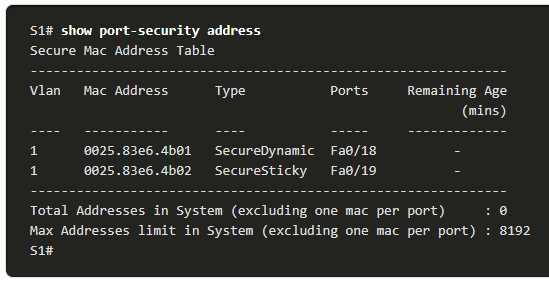 S1# show port-security address
Secure Mac Address Table
--------------------------------------------------------------
Vlan   Mac Address      Type           Ports     Remaining Age
                                                        (mins)
----   -----------      ----           -----     -------------
1      0025.83e6.4b01   SecureDynamic  Fa0/18          -
1      0025.83e6.4b02   SecureSticky   Fa0/19          -
--------------------------------------------------------------
Total Addresses in System (excluding one mac per port)     : 0
Max Addresses limit in System (excluding one mac per port) : 8192
S1#